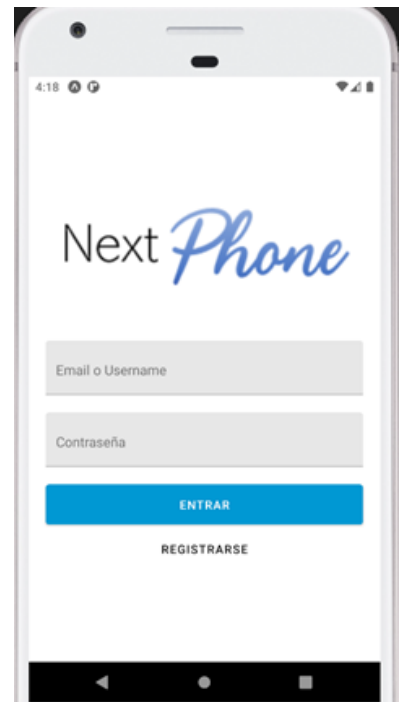 4:18
Next Phone
Email o Username
Contraseña
ENTRAR
REGISTRARSE